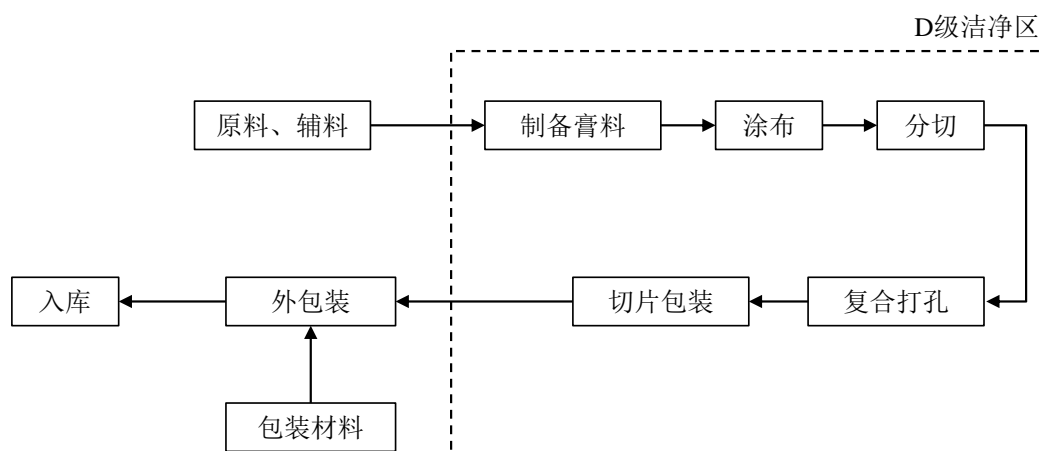 D级洁净区
原料、辅料
制备膏料
涂布
分切
入库
外包装
切片包装
复合打孔
包装材料